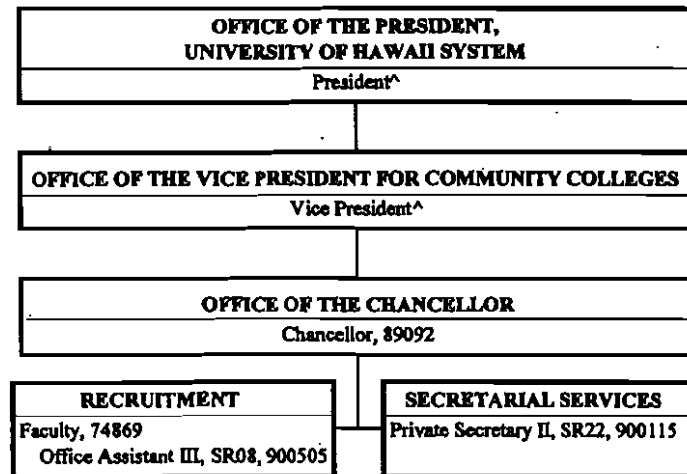 OFFICE OF THE PRESIDENT,
UNIVERSITY OF HAWAII SYSTEM
President^
OFFICE OF THE VICE PRESIDENT FOR COMMUNITY COLLEGES
Vice President^
OFFICE OF THE CHANCELLOR
Chancellor, 89092
RECRUITMENT
Faculty, 74869
Office Assistant III, SR08, 900505
SECRETARIAL SERVICES
Private Secretary II, SR22, 900115